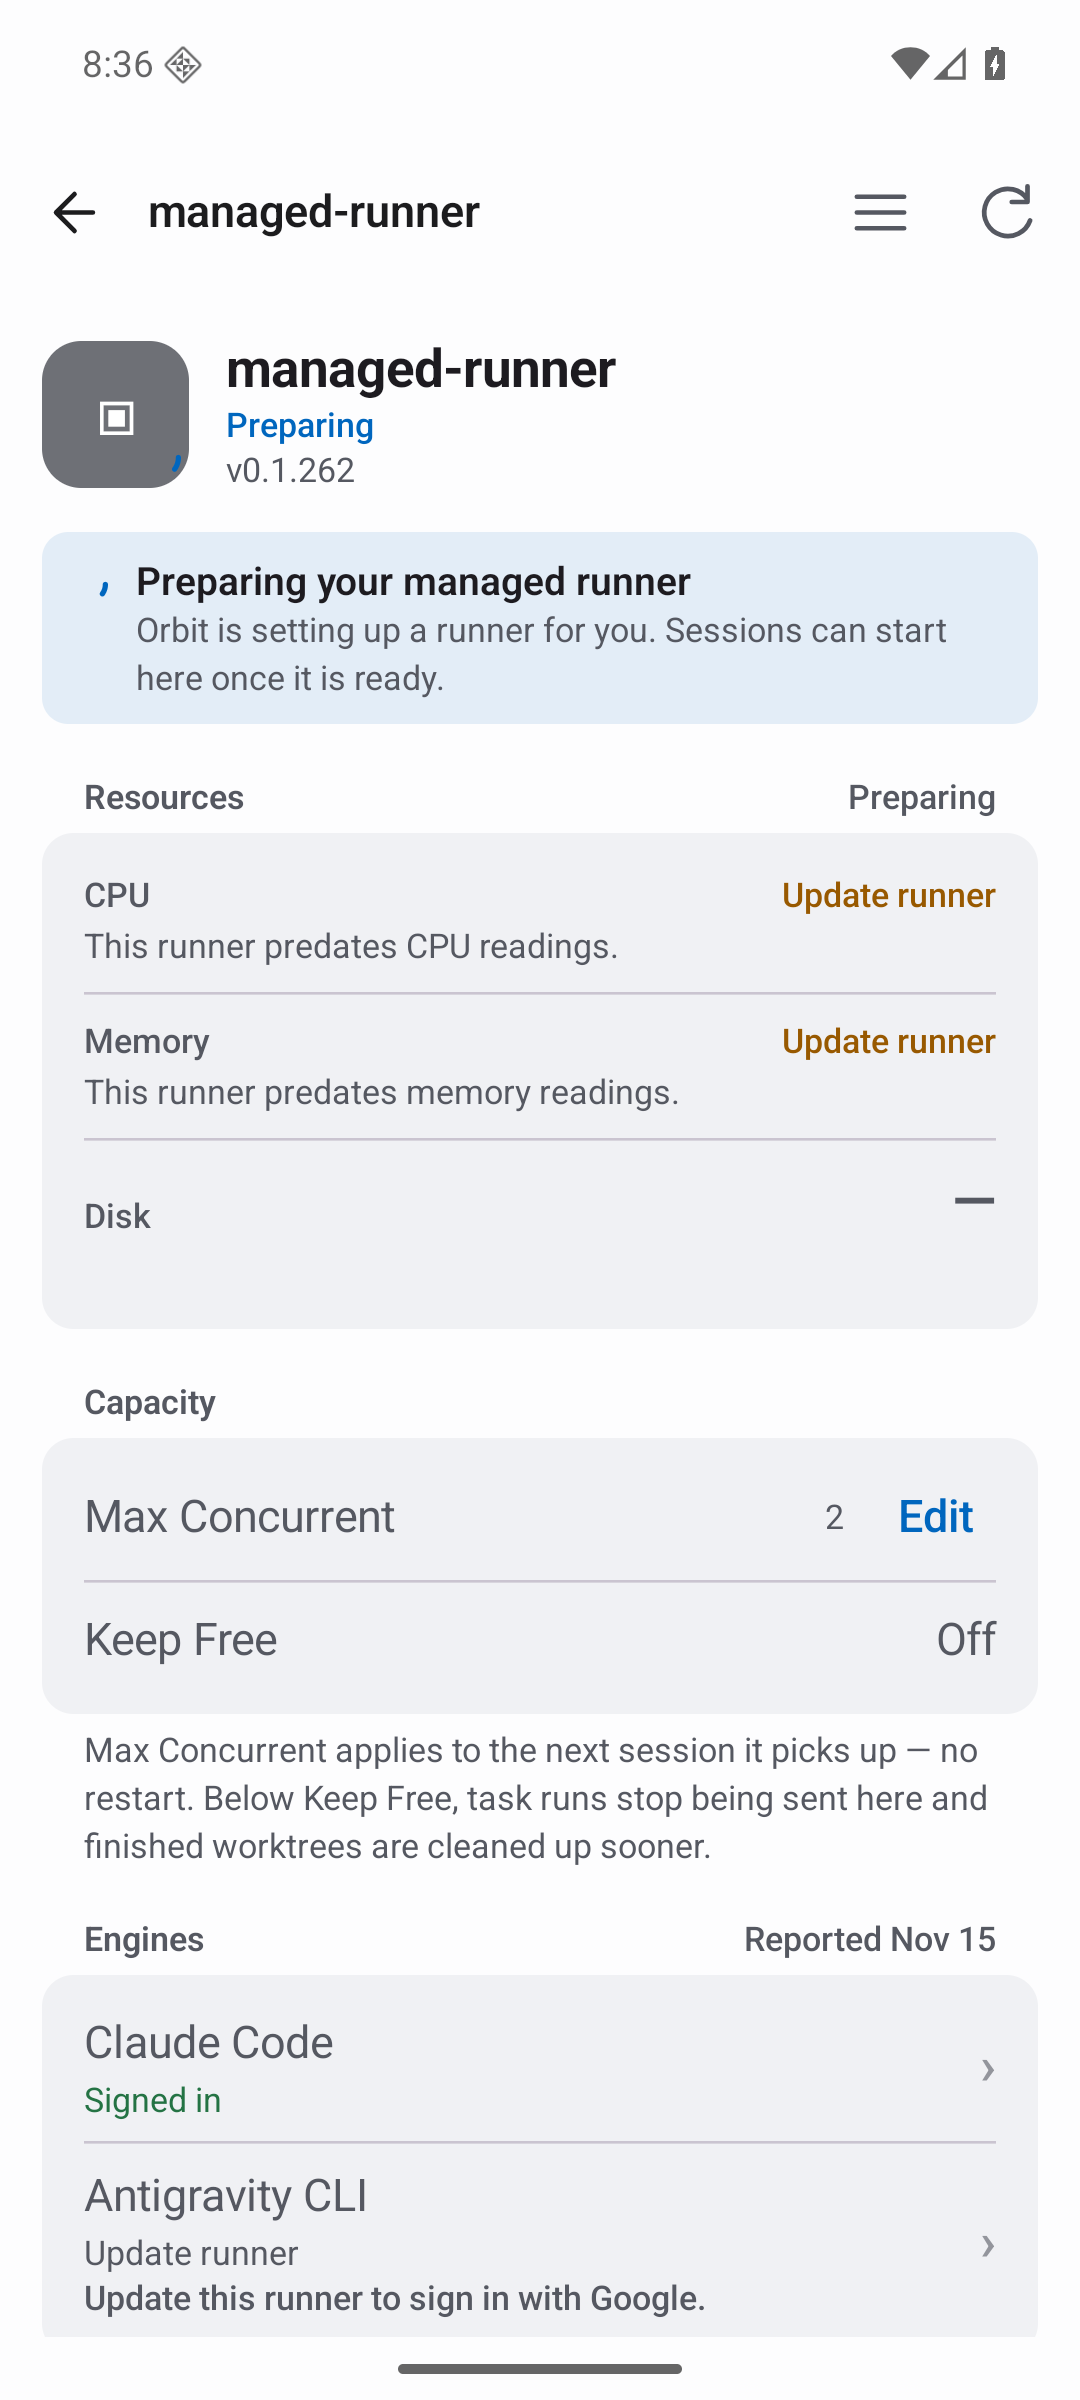 8:36
managed-runner
managed-runner
Preparing
v0.1.262
Preparing your managed runner
Orbit is setting up a runner for you. Sessions can start
here once it is ready.
Resources Preparing
CPU Update runner
This runner predates CPU readings.
Memory Update runner
This runner predates memory readings.
Disk —
Capacity
Max Concurrent 2 Edit
Keep Free Off
Max Concurrent applies to the next session it picks up — no
restart. Below Keep Free, task runs stop being sent here and
finished worktrees are cleaned up sooner.
Engines Reported Nov 15
Claude Code
Signed in
Antigravity CLI
Update runner
Update this runner to sign in with Google.